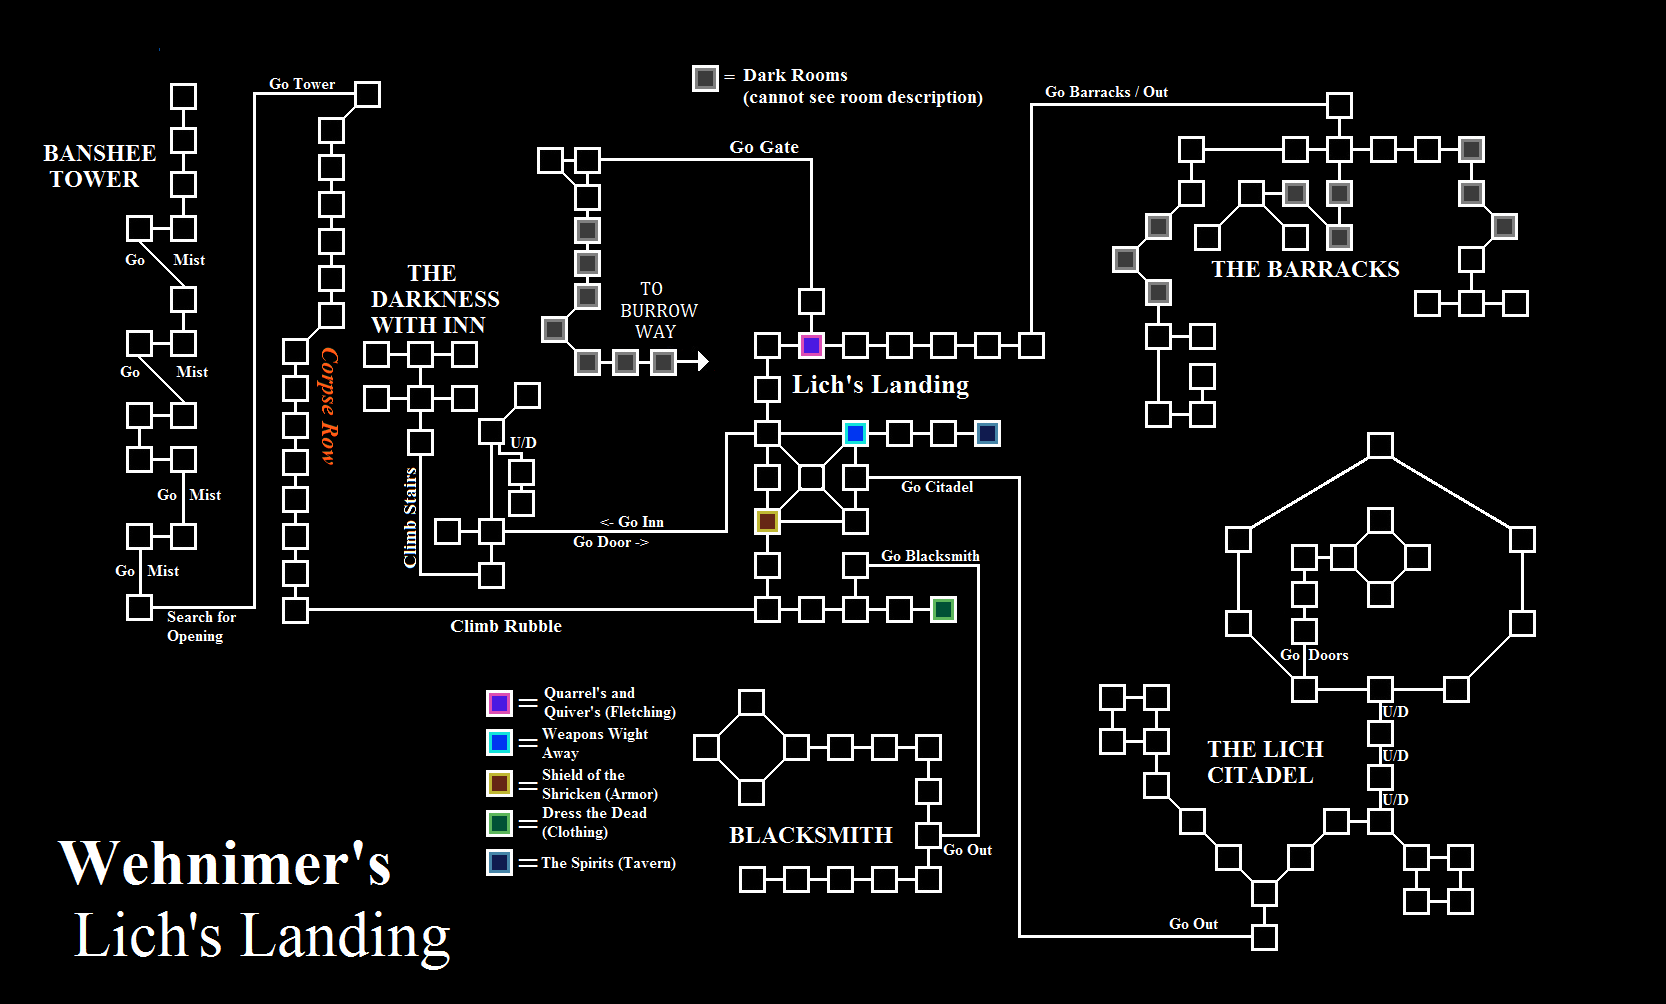 Go Tower
= Dark Rooms
(cannot see room description)
Go Barracks / Out
BANSHEE
TOWER
Go Gate
Go Mist
THE BARRACKS
THE
DARKNESS
WITH INN
TO
BURROW
WAY
Go Mist
Corpse Row
Lich's Landing
U/D
Climb Stairs
Go Mist
Go Citadel
<- Go Inn
Go Door ->
Go Blacksmith
Go Mist
Search for
Opening
Climb Rubble
Go Doors
= Quarrel's and
Quiver's (Fletching)
= Weapons Wight
Away
= Shield of the
Shricken (Armor)
= Dress the Dead
(Clothing)
= The Spirits (Tavern)
U/D
THE LICH
CITADEL
U/D
U/D
BLACKSMITH
Go Out
Wehnimer's
Lich's Landing
Go Out